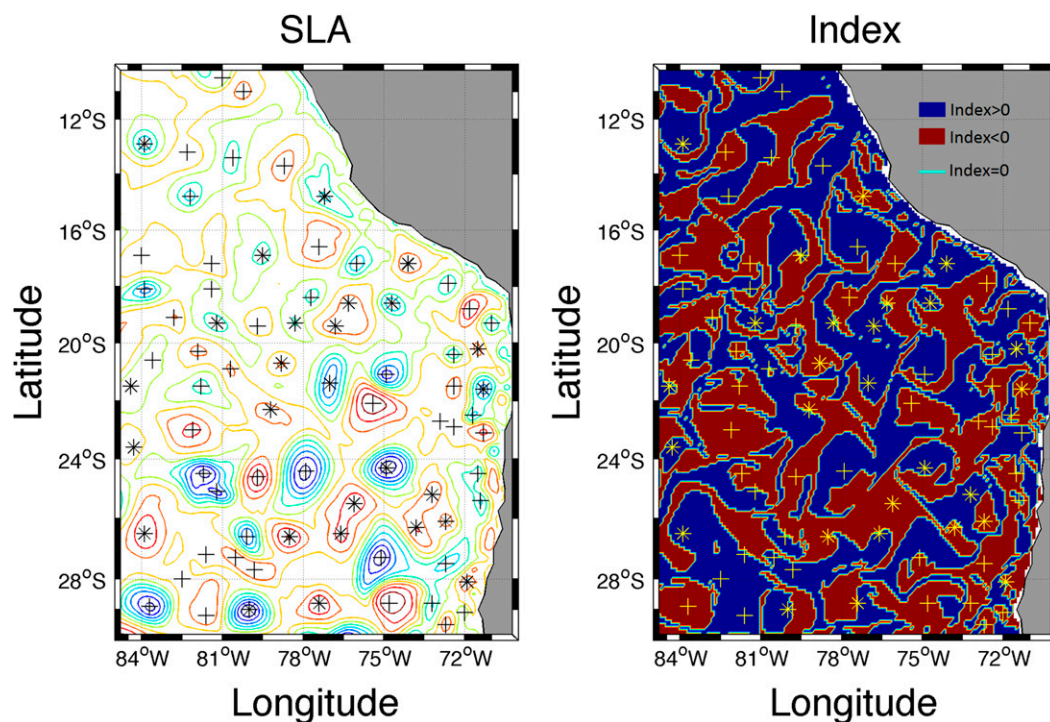 SLA
Index
12°S
16°S
20°S
24°S
28°S
84°W
81°W
78°W
75°W
72°W
Latitude
Longitude
Index>0
Index<0
Index=0
12°S
16°S
20°S
24°S
28°S
84°W
81°W
78°W
75°W
72°W
Latitude
Longitude